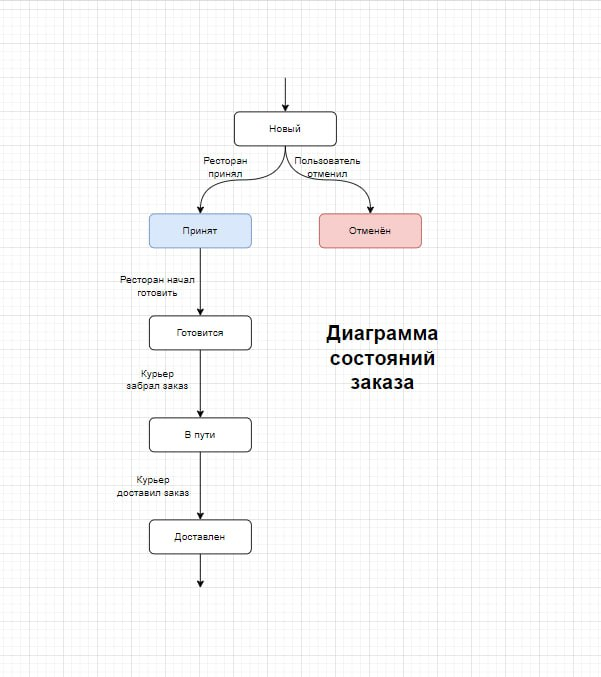 Новый
Ресторан
принял
Пользователь
отменил
Принят
Отменён
Ресторан начал
готовить
Готовится
Диаграмма
состояний
заказа
Курьер
забрал заказ
В пути
Курьер
доставил заказ
Доставлен